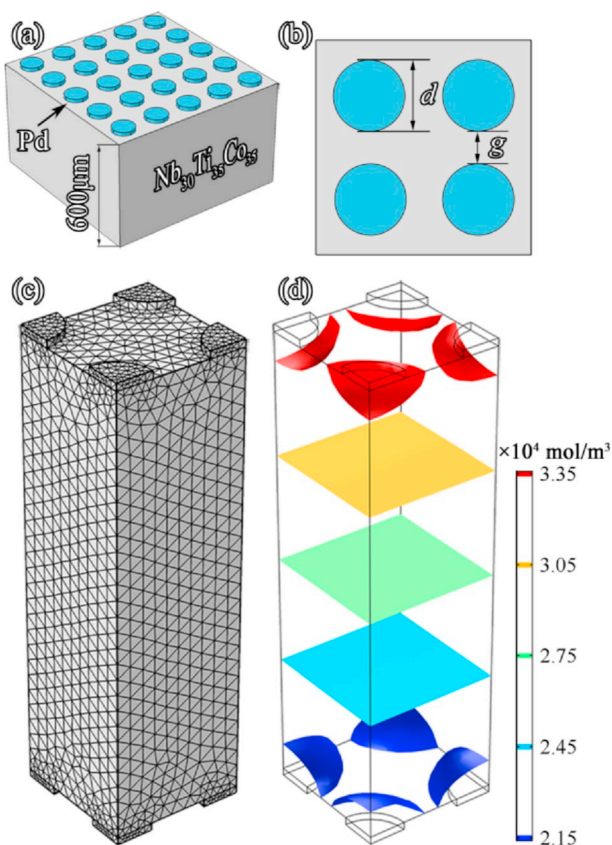 (a)
Pd
600μm
Nb₃₀Ti₃₅Co₃₅
(b)
d
g
(c)
(d)
×10⁴ mol/m³
3.35
3.05
2.75
2.45
2.15